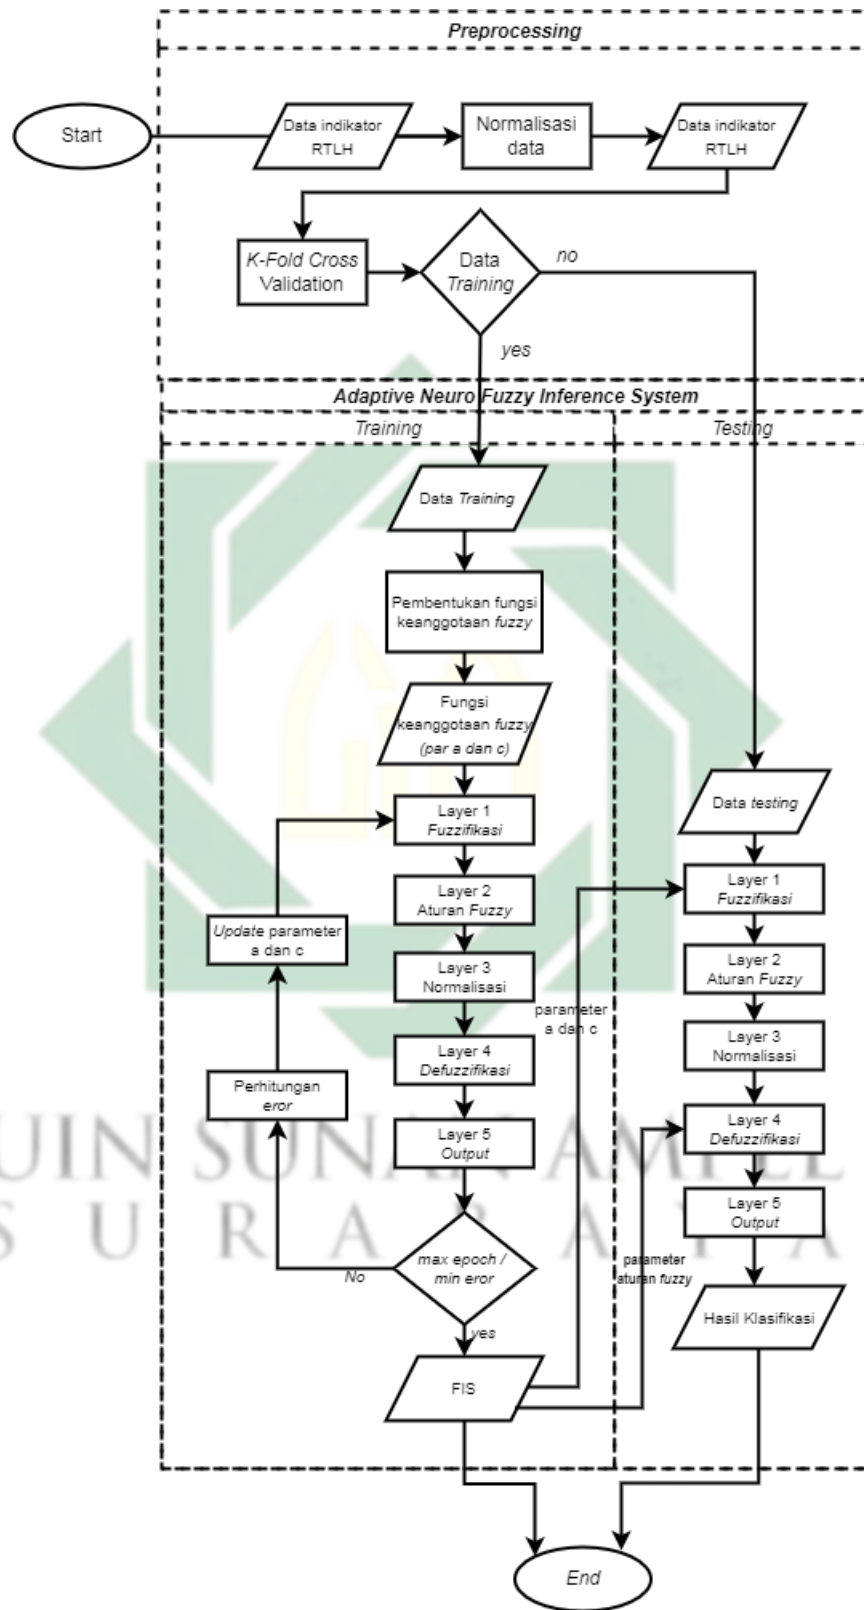 Preprocessing
Start
Data indikator
RTLH
Normalisasi
data
Data indikator
RTLH
K-Fold Cross
Validation
Data
Training
no
yes
Adaptive Neuro Fuzzy Inference System
Training
Testing
Data Training
Pembentukan fungsi
keanggotaan fuzzy
Fungsi
keanggotaan fuzzy
(par a dan c)
Layer 1
Fuzzifikasi
Layer 2
Aturan Fuzzy
Layer 3
Normalisasi
Layer 4
Defuzzifikasi
Layer 5
Output
max epoch /
min eror
No
yes
Perhitungan
eror
Update parameter
a dan c
FIS
parameter
a dan c
parameter
aturan fuzzy
Data testing
Layer 1
Fuzzifikasi
Layer 2
Aturan Fuzzy
Layer 3
Normalisasi
Layer 4
Defuzzifikasi
Layer 5
Output
Hasil Klasifikasi
End
UIN SUNAN AMPEL
S U R A B A Y A